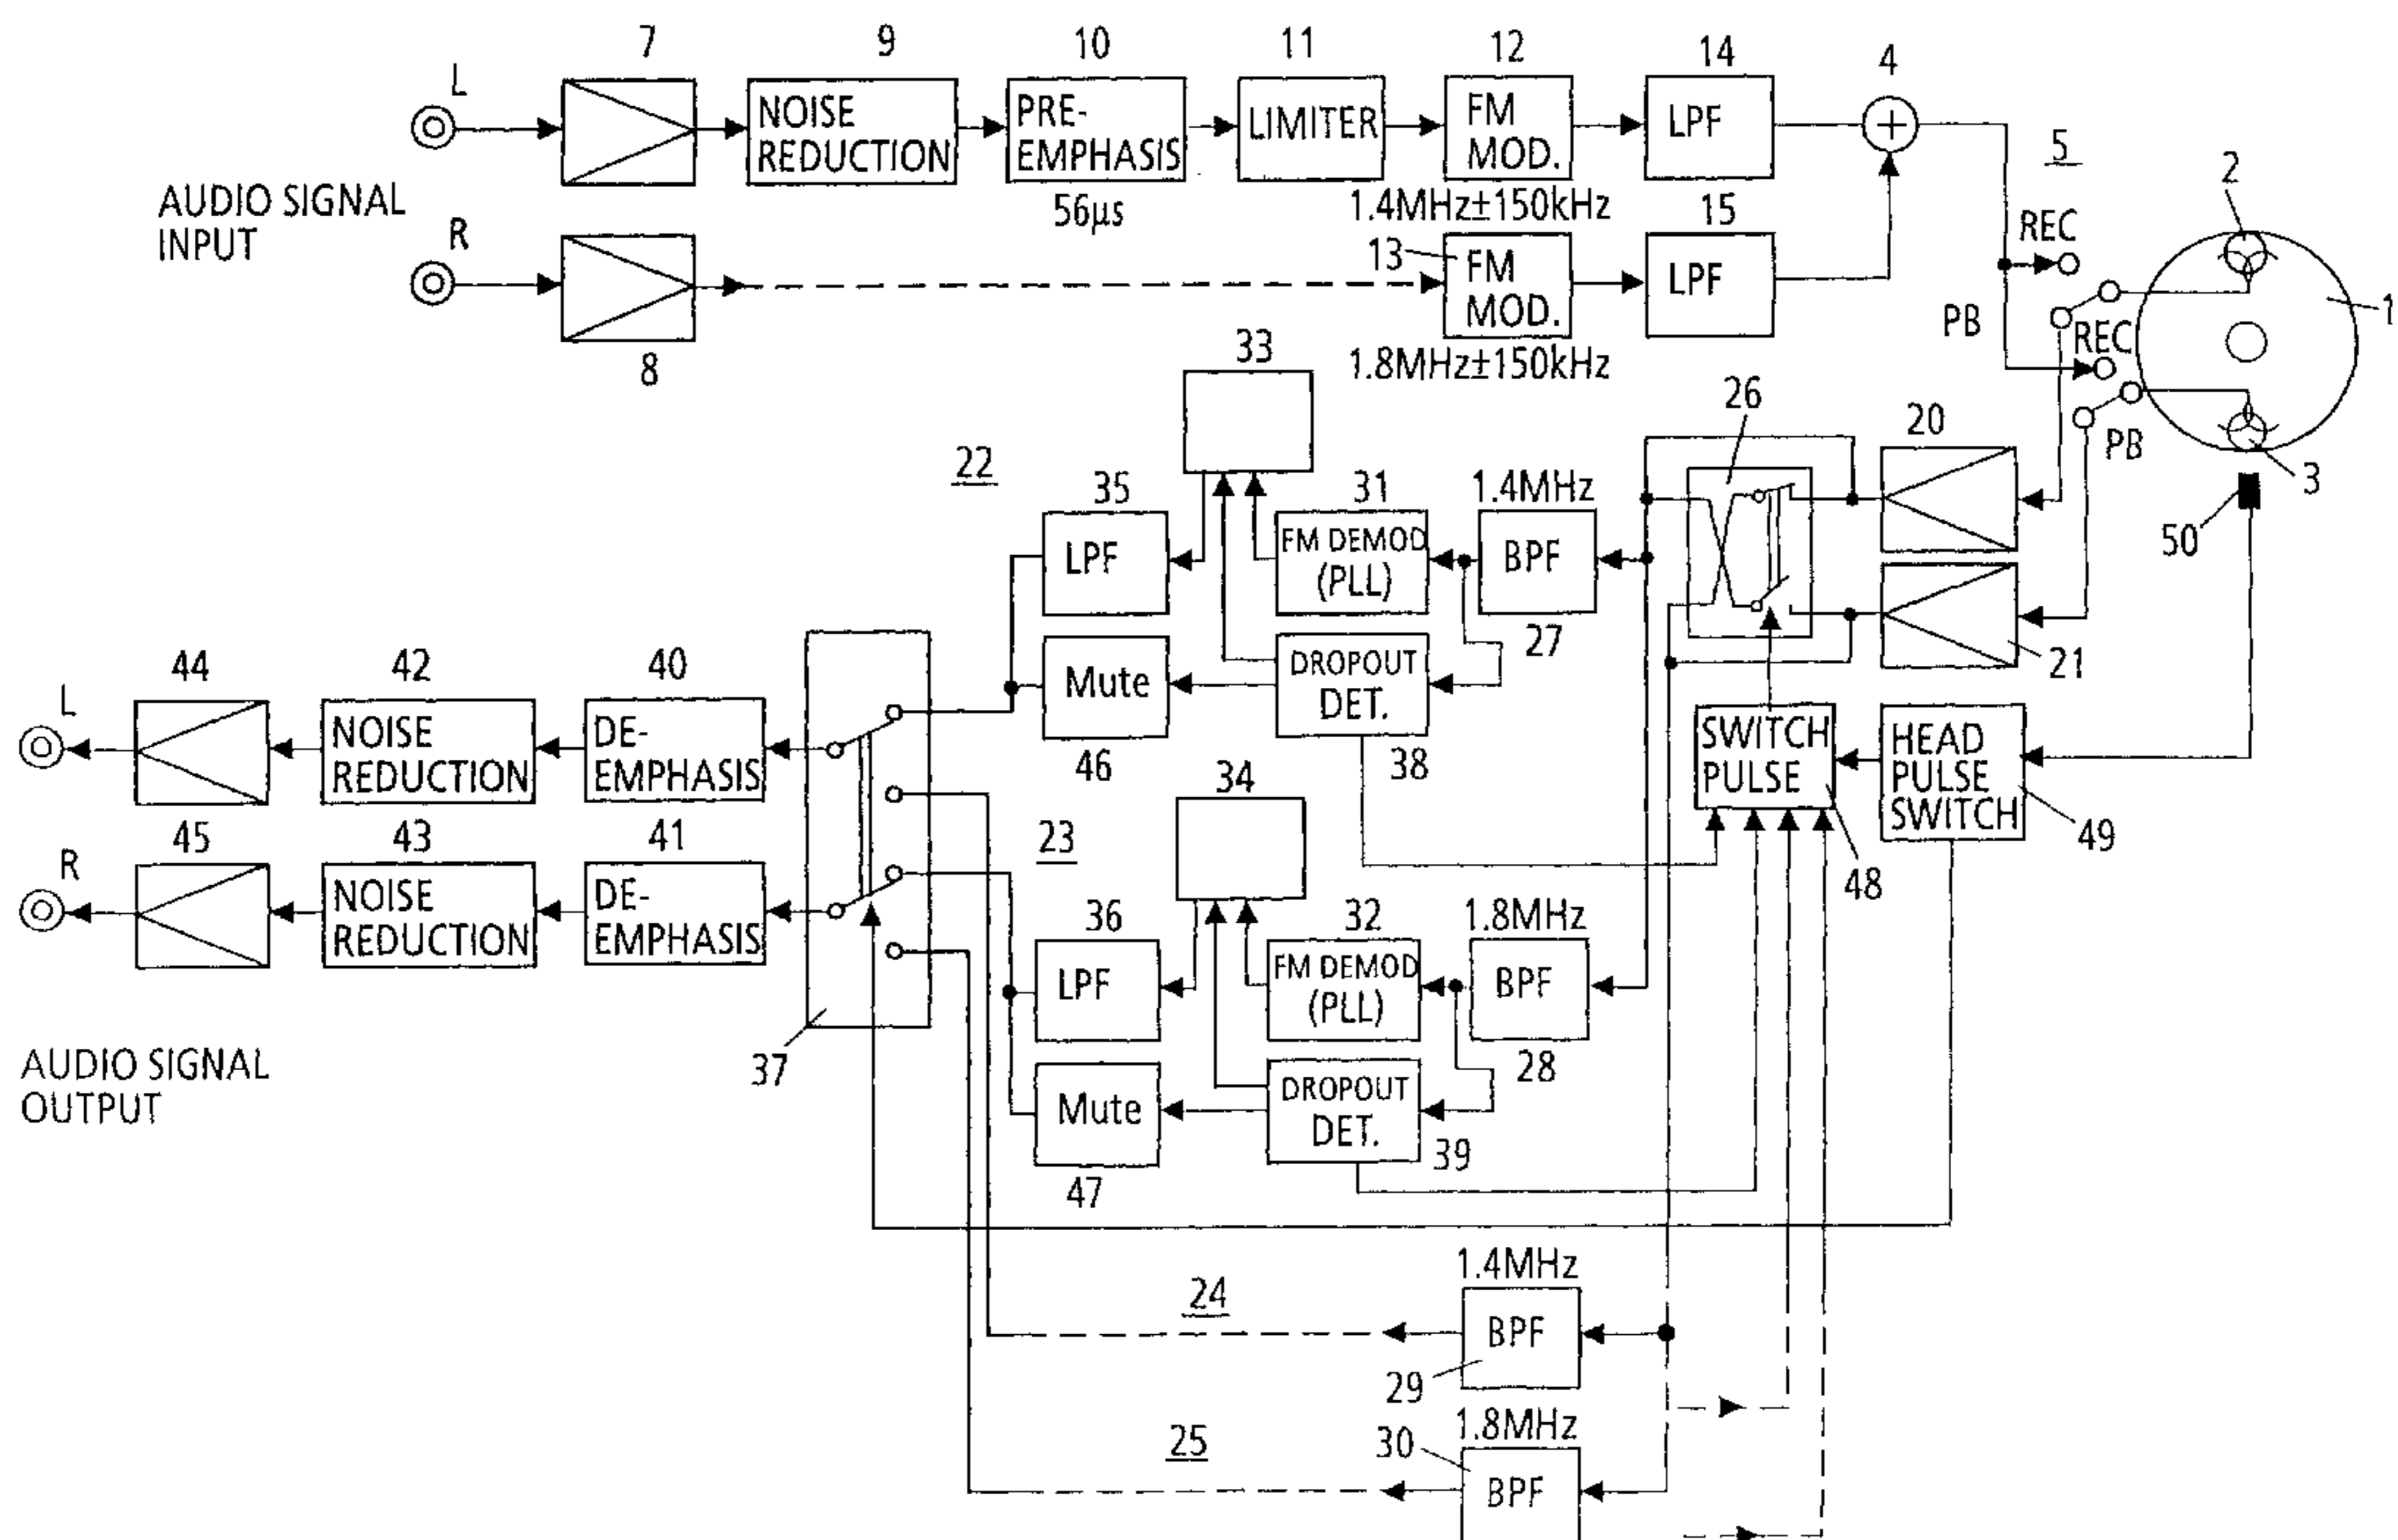 7
9
10
11
12
14
4
L
NOISE
REDUCTION
PRE-
EMPHASIS
LIMITER
FM
MOD.
LPF
+
5
2
AUDIO SIGNAL
INPUT
56µs
1.4MHz±150kHz
15
R
REC
13
FM
MOD.
LPF
1
PB
REC
8
33
1.8MHz±150kHz
26
20
PB
3
22
35
31
1.4MHz
50
LPF
FM DEMOD
(PLL)
BPF
27
21
44
42
40
Mute
DROPOUT
DET.
L
NOISE
REDUCTION
DE-
EMPHASIS
46
38
SWITCH
PULSE
HEAD
PULSE
SWITCH
34
45
43
41
23
49
48
R
NOISE
REDUCTION
DE-
EMPHASIS
36
32
1.8MHz
LPF
FM DEMOD
(PLL)
BPF
37
28
AUDIO SIGNAL
OUTPUT
Mute
DROPOUT
DET.
39
47
1.4MHz
24
BPF
29
1.8MHz
25
30
BPF